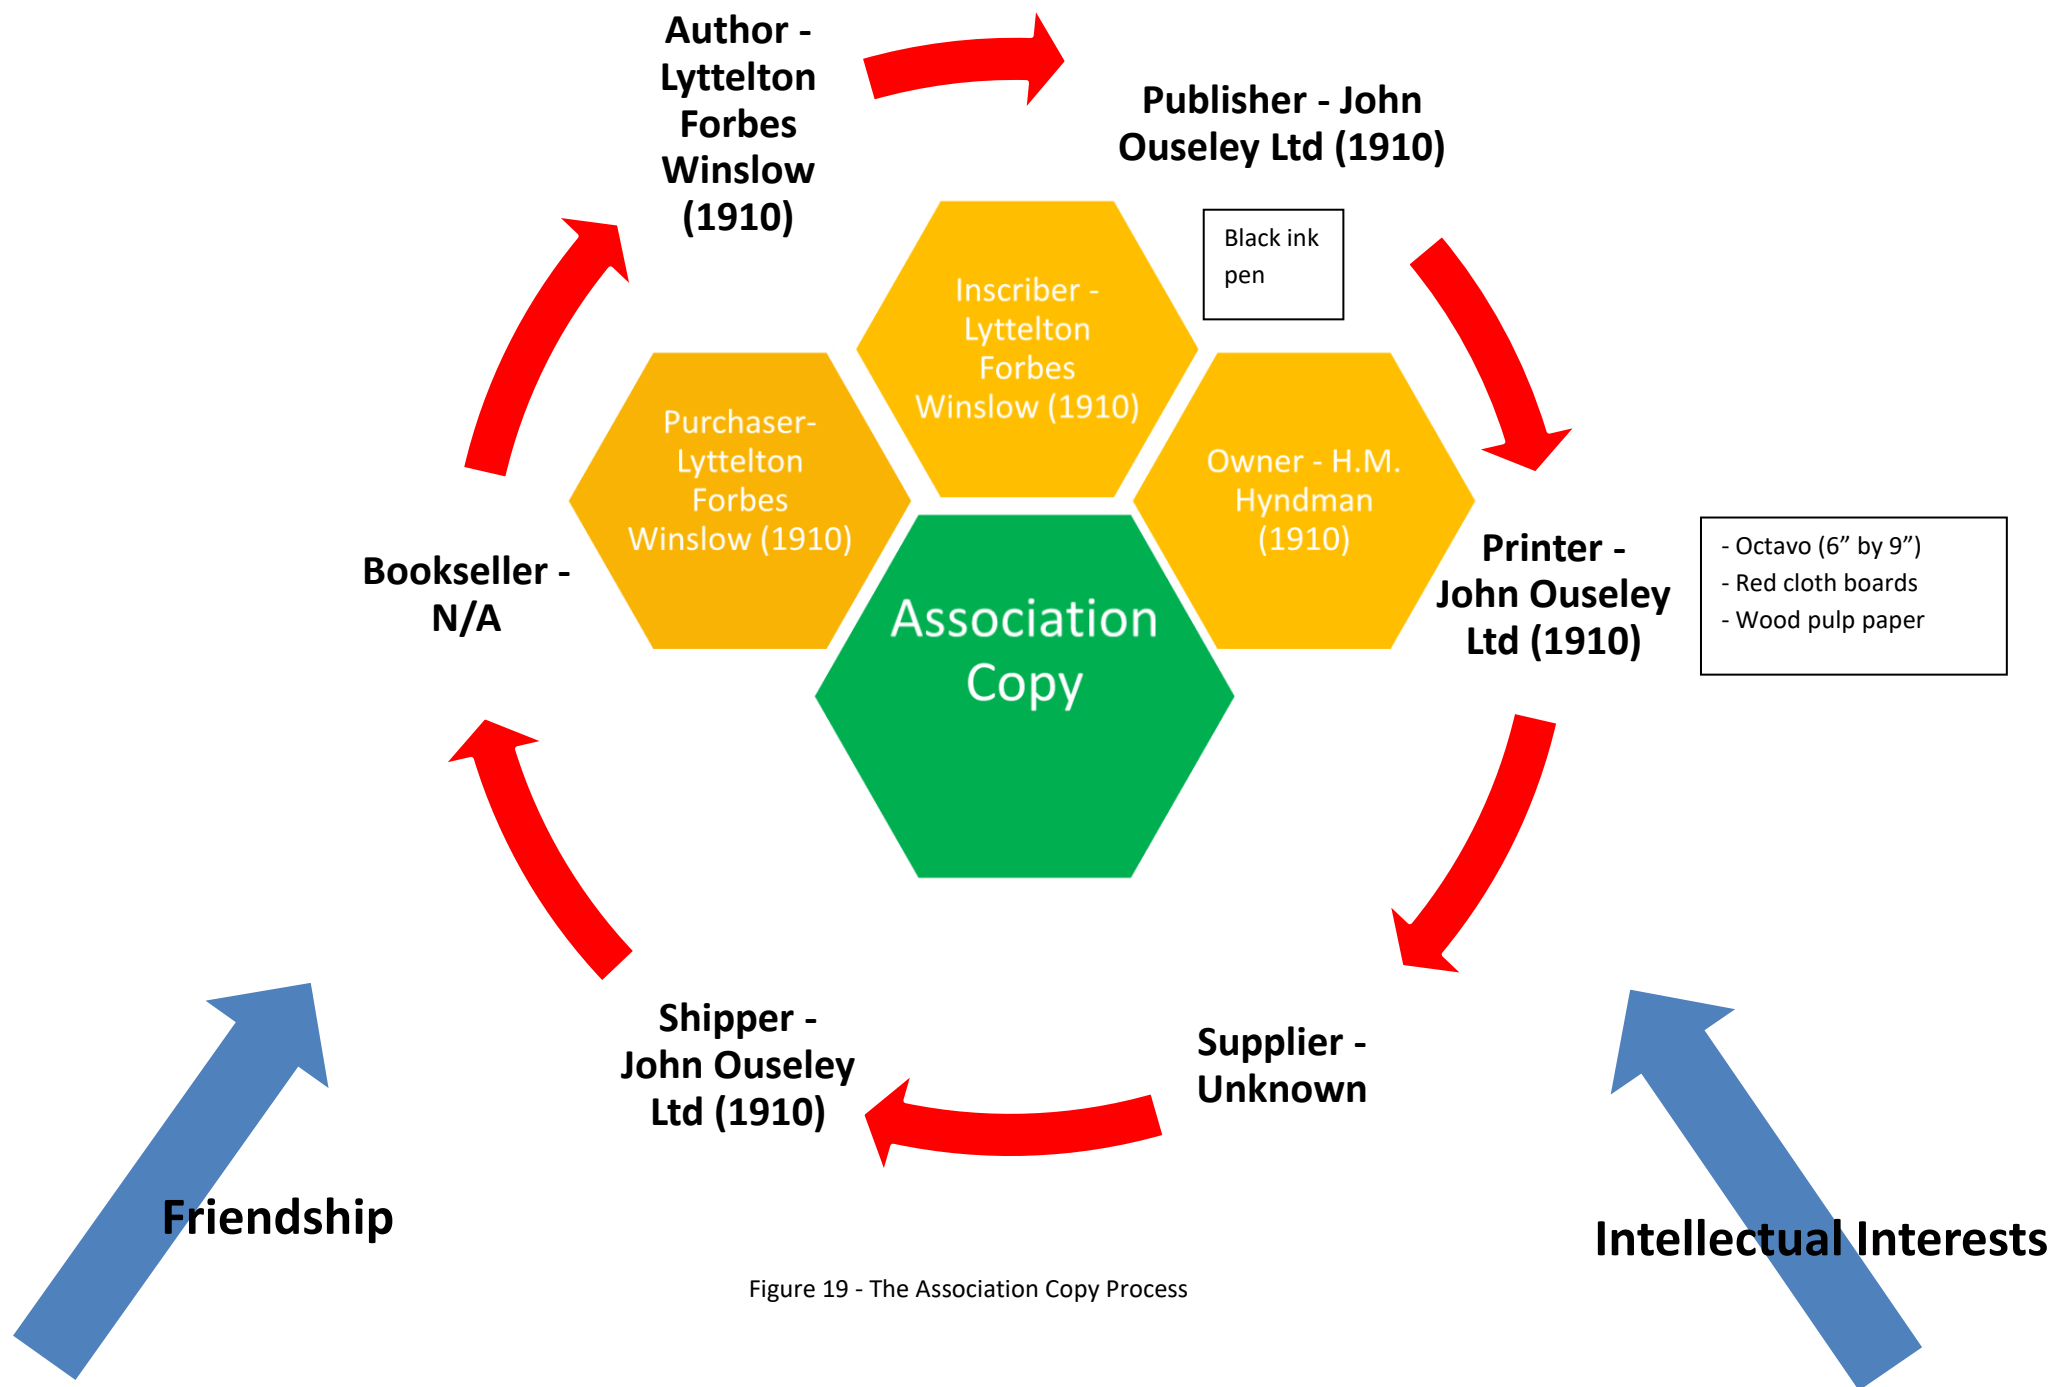 Author -
Lyttelton
Forbes
Winslow
(1910)
Publisher - John
Ouseley Ltd (1910)
Black ink
pen
Inscriber -
Lyttelton
Forbes
Winslow (1910)
Purchaser-
Lyttelton
Forbes
Winslow (1910)
Owner - H.M.
Hyndman
(1910)
Association
Copy
Printer -
John Ouseley
Ltd (1910)
- Octavo (6” by 9”)
- Red cloth boards
- Wood pulp paper
Bookseller -
N/A
Shipper -
John Ouseley
Ltd (1910)
Supplier -
Unknown
Friendship
Intellectual Interests
Figure 19 - The Association Copy Process